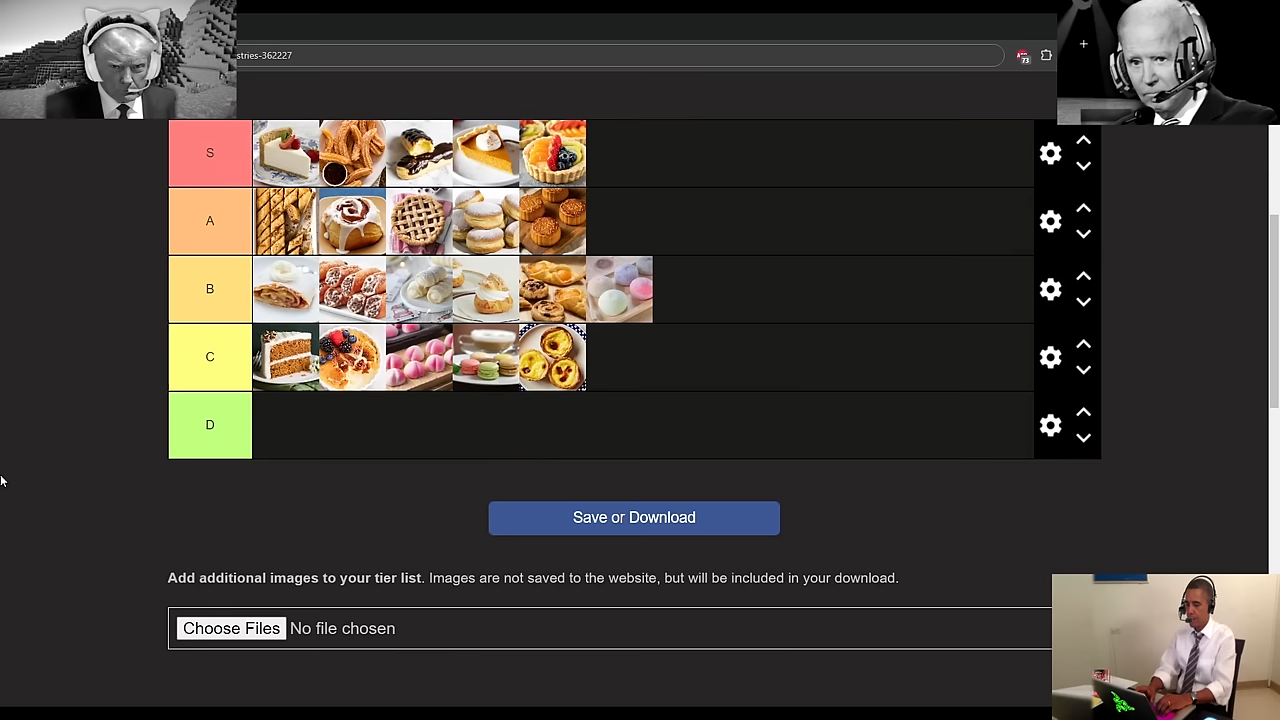 stries-362227
73
S
A
B
C
D
Save or Download
Add additional images to your tier list. Images are not saved to the website, but will be included in your download.
Choose Files No file chosen